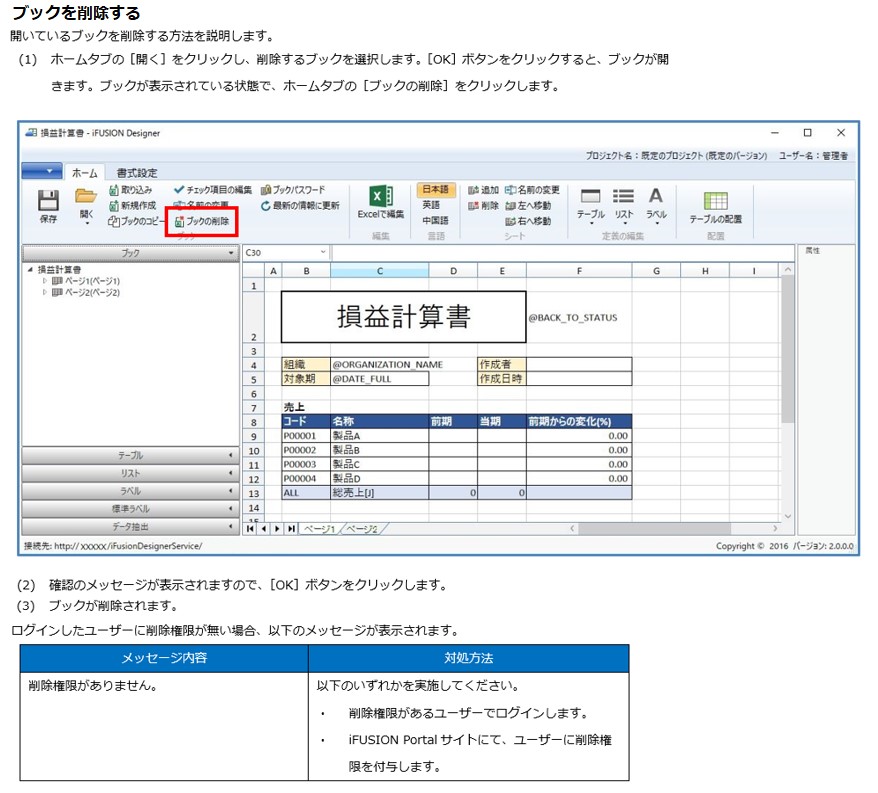 ブックを削除する
開いているブックを削除する方法を説明します。
(1) ホームタブの［開く］をクリックし、削除するブックを選択します。［OK］ボタンをクリックすると、ブックが開
きます。ブックが表示されている状態で、ホームタブの［ブックの削除］をクリックします。
損益計算書 - iFUSION Designer
プロジェクト名：既定のプロジェクト (既定のバージョン) ユーザー名：管理者
ホーム 書式設定
取り込み チェック項目の編集 ブックパスワード 日本語 追加 名前の変更
保存 開く 新規作成 名前の変更 最新の情報に更新 Excelで編集 英語 削除 左へ移動 テーブル リスト ラベル テーブルの配置
ブックのコピー ブックの削除 中国語 右へ移動
ブック 編集 言語 シート 定義の編集 配置
ブック C30 属性
損益計算書 A B C D E F G H I
ページ1(ページ1) 1
ページ2(ページ2)
2 損益計算書 @BACK_TO_STATUS
3
4 組織 @ORGANIZATION_NAME 作成者
5 対象期 @DATE_FULL 作成日時
6
7 売上
8 コード 名称 前期 当期 前期からの変化(%)
9 P00001 製品A 0.00
10 P00002 製品B 0.00
11 P00003 製品C 0.00
12 P00004 製品D 0.00
13 ALL 総売上[J] 0 0
14
15
テーブル
リスト
ラベル
標準ラベル
データ抽出
ページ1 ページ2
接続先: http:// xxxxx/iFusionDesignerService/ Copyright © 2016 バージョン: 2.0.0.0
(2) 確認のメッセージが表示されますので、［OK］ボタンをクリックします。
(3) ブックが削除されます。
ログインしたユーザーに削除権限が無い場合、以下のメッセージが表示されます。
メッセージ内容 対処方法
削除権限がありません。 以下のいずれかを実施してください。
・ 削除権限があるユーザーでログインします。
・ iFUSION Portal サイトにて、ユーザーに削除権
限を付与します。